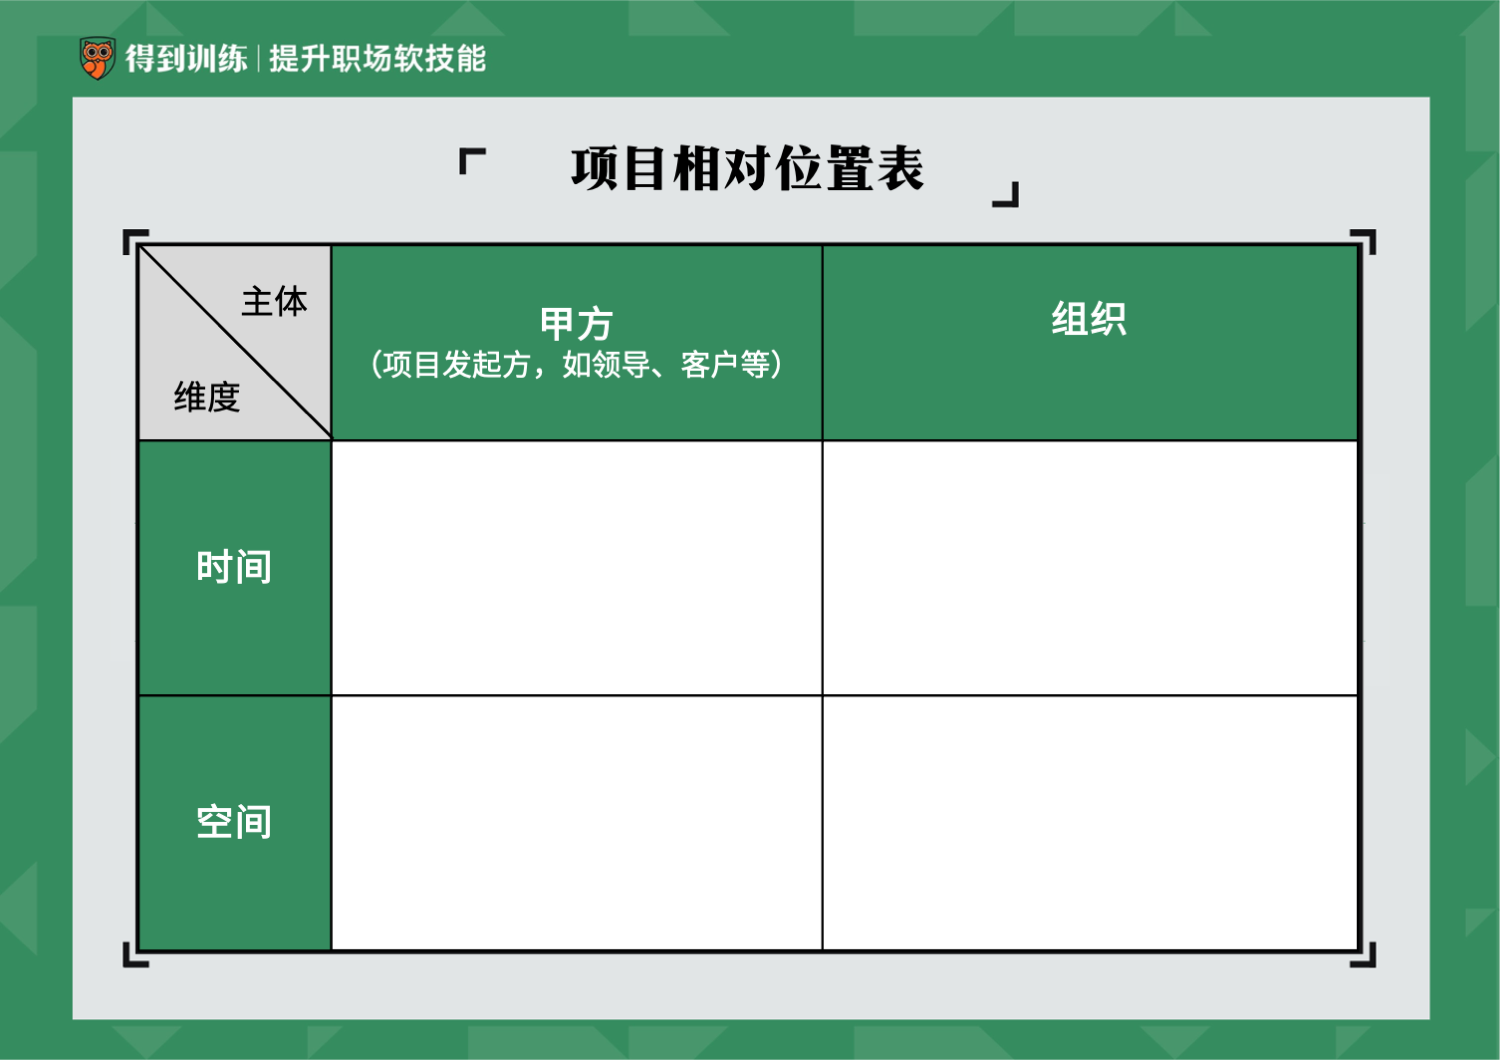 得到训练|提升职场软技能
「项目相对位置表」
主体
维度
甲方
（项目发起方，如领导、客户等）
组织
时间
空间